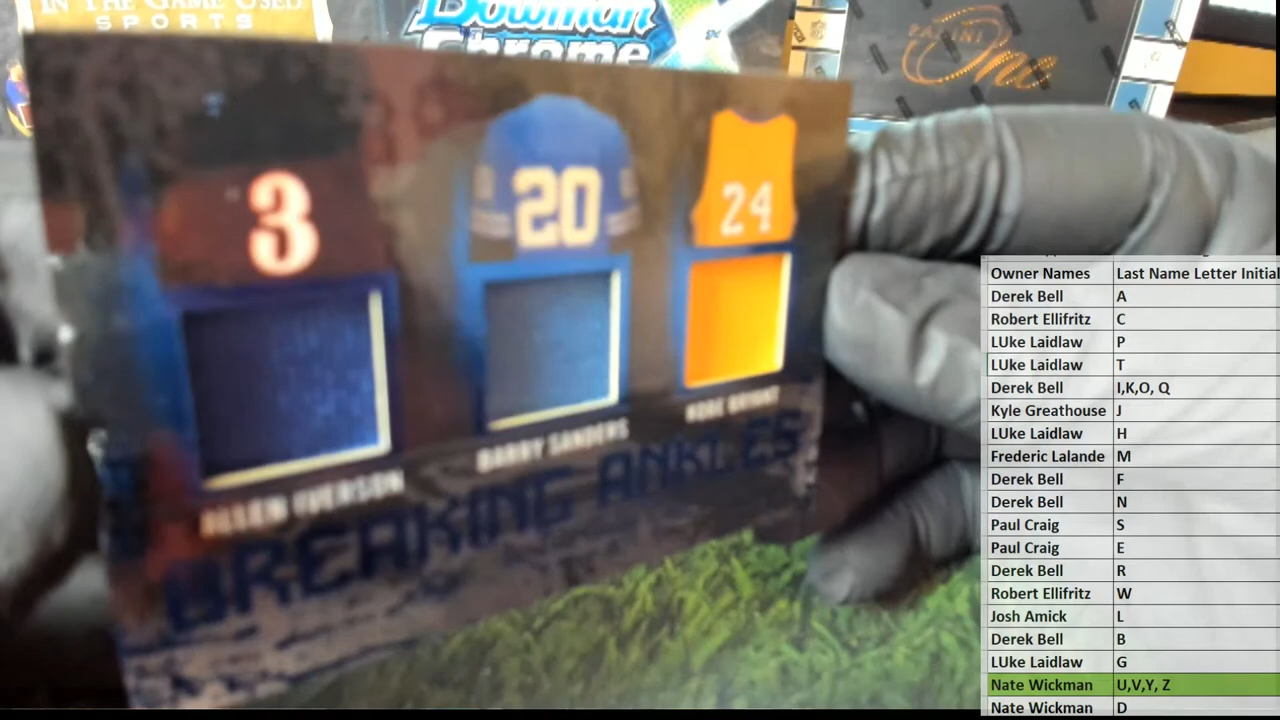 IN THE GAME USED
SPORTS
Bowman
Chrome
PANINI
One
3
20
24
ALLEN IVERSON
BARRY SANDERS
KOBE BRYANT
BREAKING ANKLES
Owner Names Last Name Letter Initial
Derek Bell A
Robert Ellifritz C
LUke Laidlaw P
LUke Laidlaw T
Derek Bell I,K,O, Q
Kyle Greathouse J
LUke Laidlaw H
Frederic Lalande M
Derek Bell F
Derek Bell N
Paul Craig S
Paul Craig E
Derek Bell R
Robert Ellifritz W
Josh Amick L
Derek Bell B
LUke Laidlaw G
Nate Wickman U,V,Y, Z
Nate Wickman D